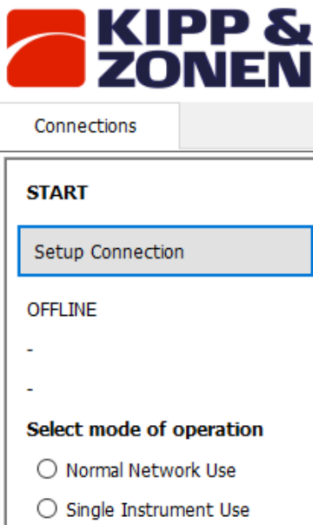 KIPP &
ZONEN
Connections
START
Setup Connection
OFFLINE
-
-
Select mode of operation
Normal Network Use
Single Instrument Use